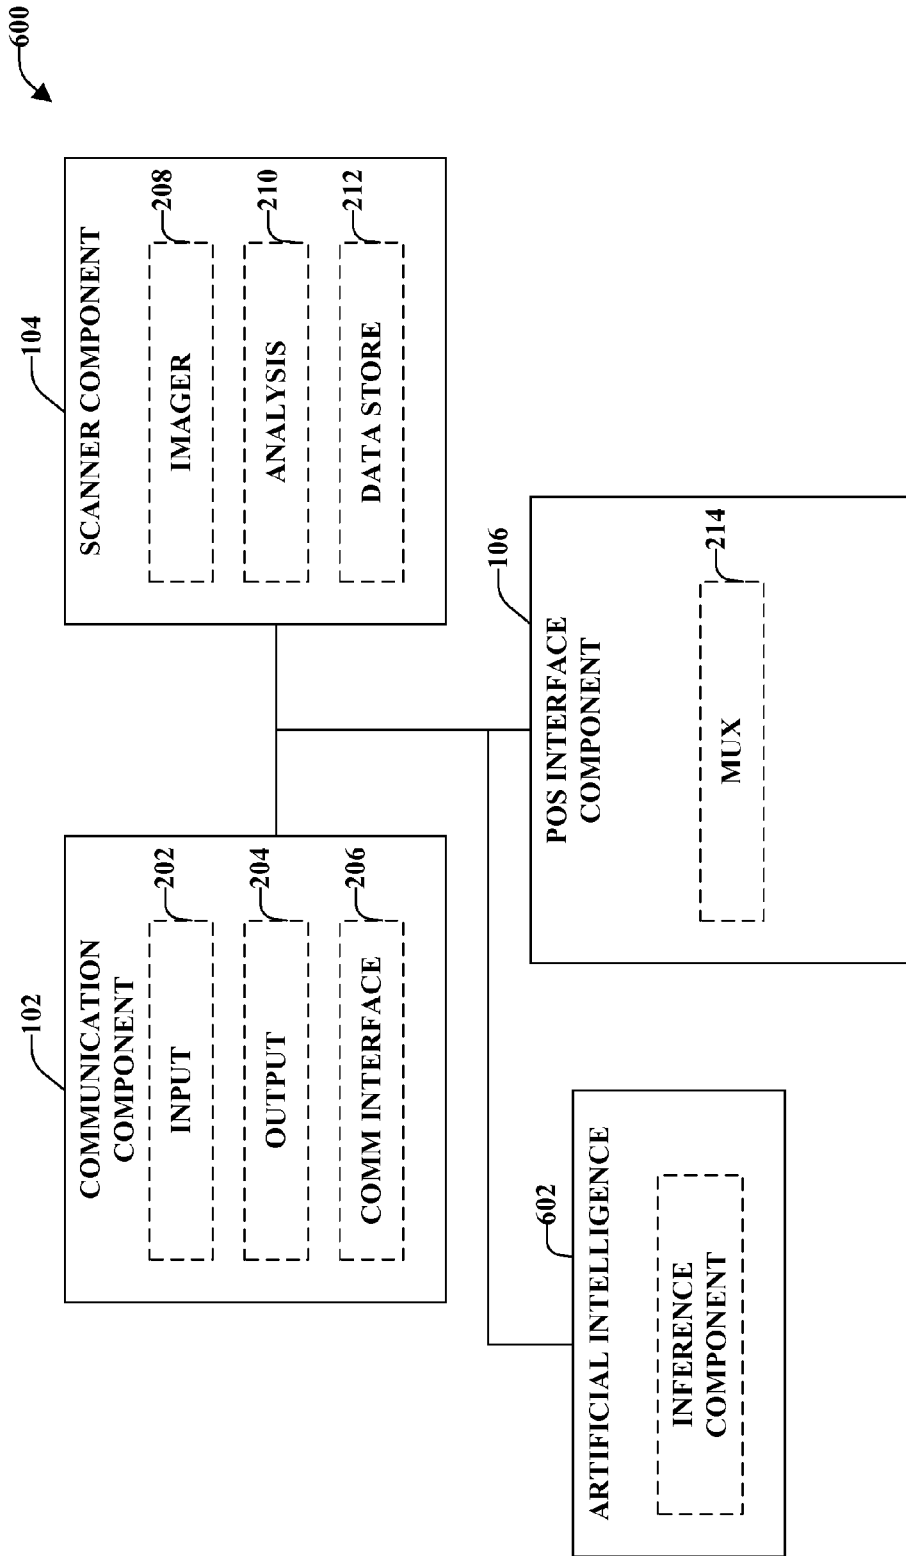 600
102
COMMUNICATION
COMPONENT
INPUT
202
OUTPUT
204
COMM INTERFACE
206
104
SCANNER COMPONENT
IMAGER
208
ANALYSIS
210
DATA STORE
212
602
ARTIFICIAL INTELLIGENCE
INFERENCE
COMPONENT
106
POS INTERFACE
COMPONENT
MUX
214